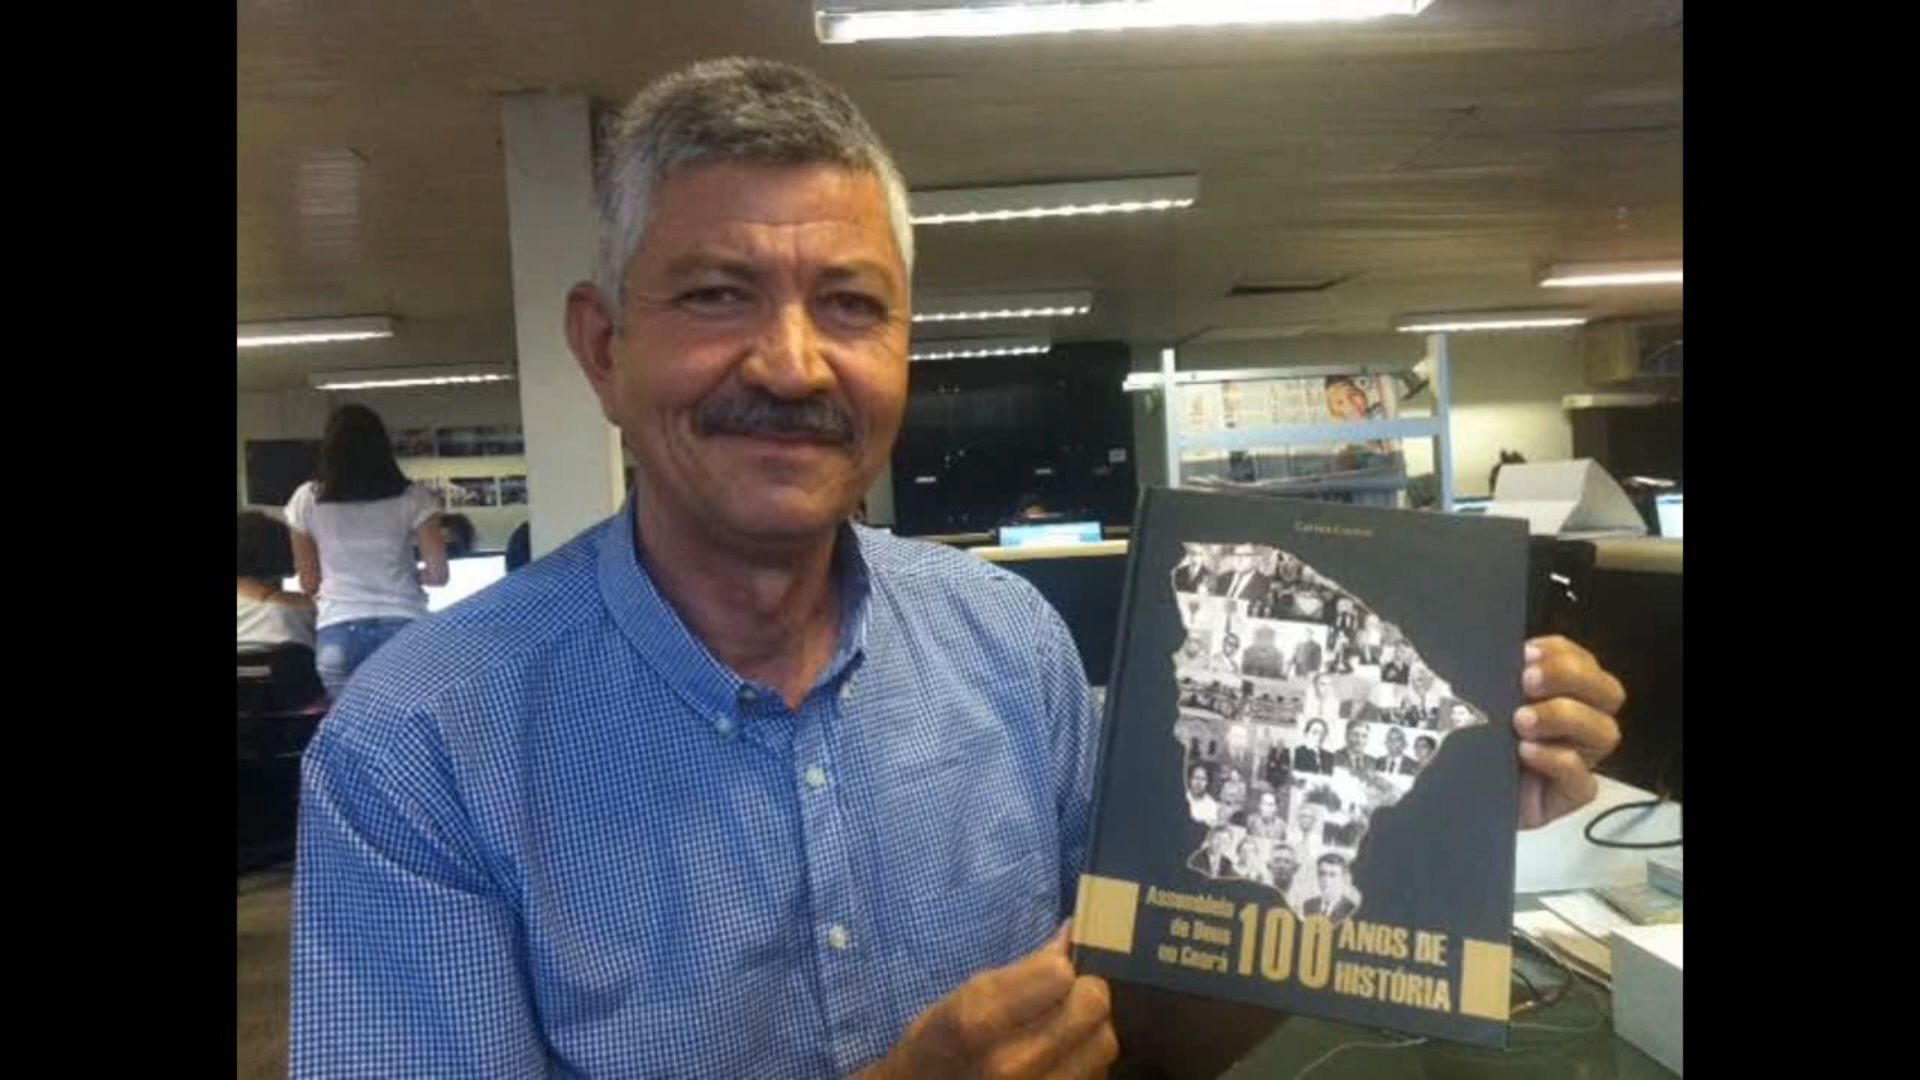 Assembleia
de Deus
no Ceará
100
ANOS DE
HISTÓRIA